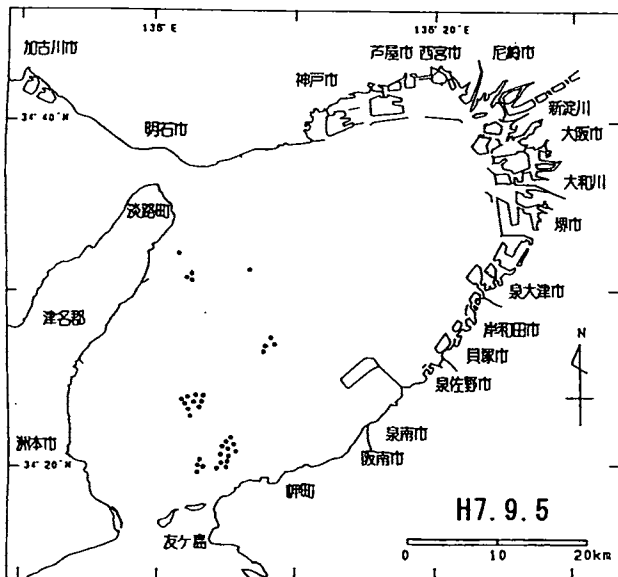 135°E
135°20′E
加古川市
芦屋市 西宮市 尼崎市
神戸市
新淀川
34°40′N
明石市
大阪市
大和川
淡路町
堺市
泉大津市
津名郡
岸和田市
N
貝塚市
泉佐野市
泉南市
洲本市
阪南市
34°20′N
岬町
H7.9.5
友ケ島
0 10 20km